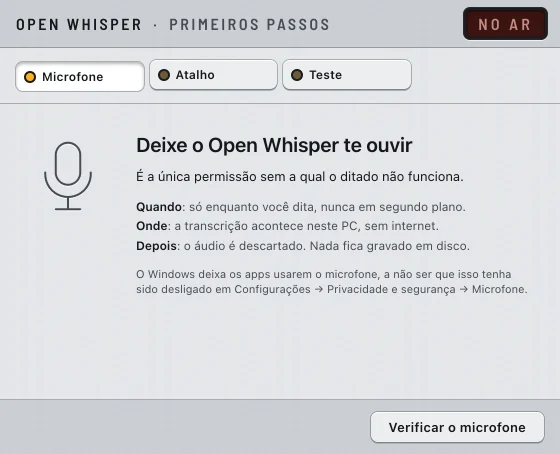 OPEN WHISPER · PRIMEIROS PASSOS
NO AR
Microfone
Atalho
Teste
Deixe o Open Whisper te ouvir
É a única permissão sem a qual o ditado não funciona.
Quando: só enquanto você dita, nunca em segundo plano.
Onde: a transcrição acontece neste PC, sem internet.
Depois: o áudio é descartado. Nada fica gravado em disco.
O Windows deixa os apps usarem o microfone, a não ser que isso tenha
sido desligado em Configurações → Privacidade e segurança → Microfone.
Verificar o microfone